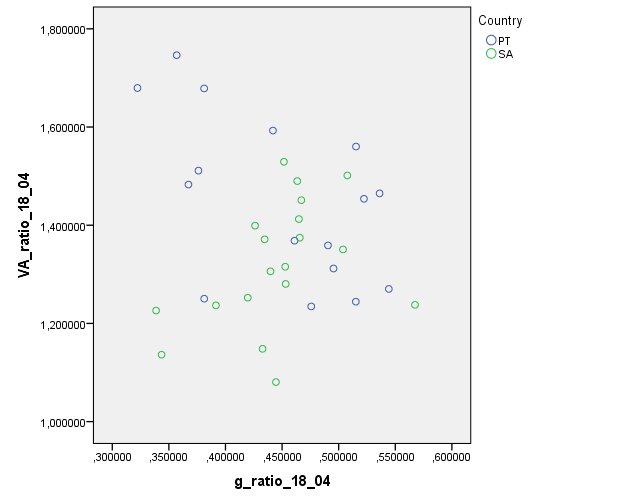 Country
PT
SA
,1,800000
,1,600000
,1,400000
,1,200000
,1,000000
VA_ratio_18_04
,300000 ,350000 ,400000 ,450000 ,500000 ,550000 ,600000
g_ratio_18_04